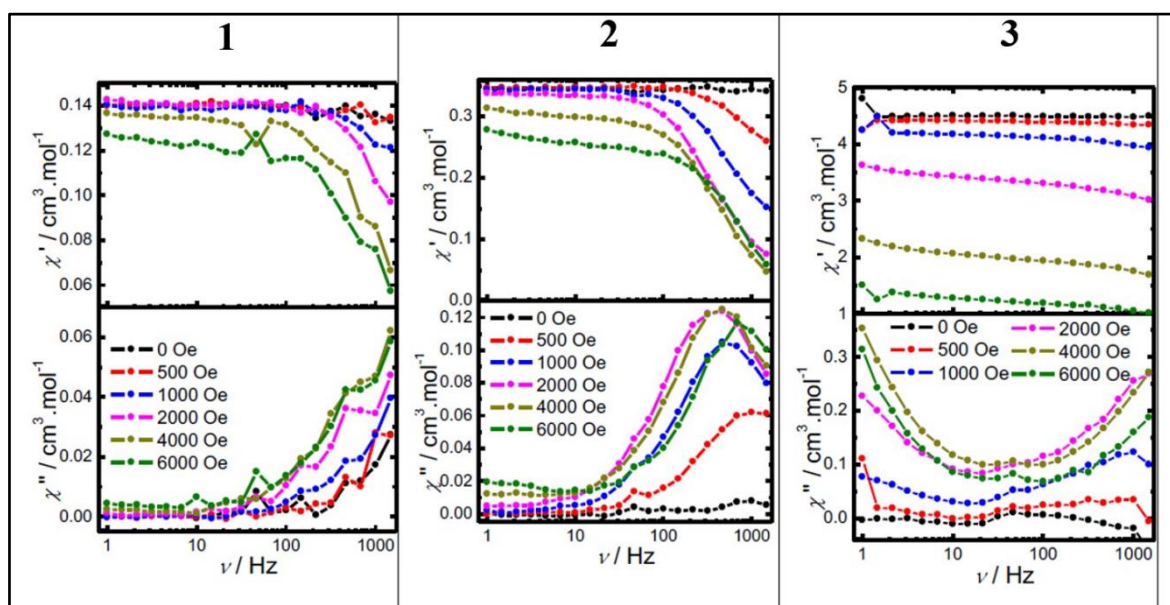 1
0.14
0.12
0.10
0.08
0.06
χ' / cm³.mol⁻¹
0.06
0.04
0.02
0.00
χ" / cm³.mol⁻¹
0 Oe
500 Oe
1000 Oe
2000 Oe
4000 Oe
6000 Oe
1 10 100 1000
ν / Hz
2
0.3
0.2
0.1
0.0
χ' / cm³.mol⁻¹
0.12
0.10
0.08
0.06
0.04
0.02
0.00
χ" / cm³.mol⁻¹
0 Oe
500 Oe
1000 Oe
2000 Oe
4000 Oe
6000 Oe
1 10 100 1000
ν / Hz
3
5
4
3
2
1
χ' / cm³.mol⁻¹
0.3
0.2
0.1
0.0
χ" / cm³.mol⁻¹
0 Oe 2000 Oe
500 Oe 4000 Oe
1000 Oe 6000 Oe
1 10 100 1000
ν / Hz